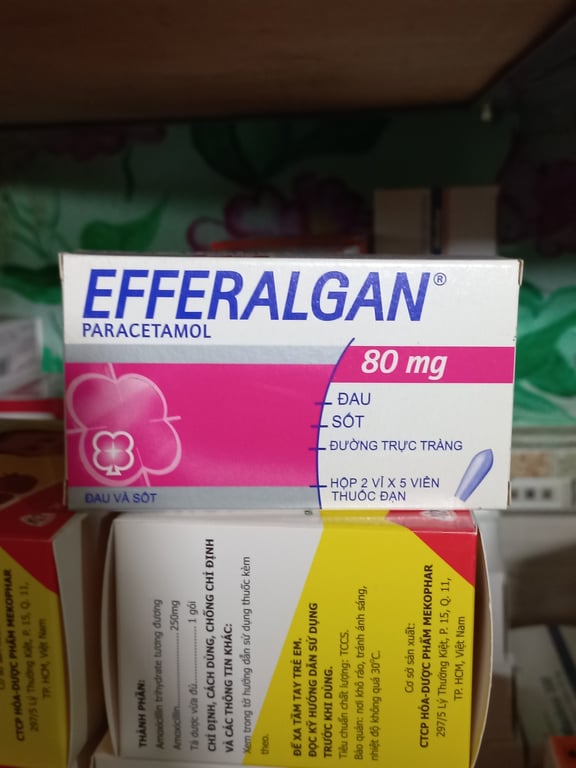 EFFERALGAN®
PARACETAMOL
80 mg
ĐAU
SỐT
ĐƯỜNG TRỰC TRÀNG
HỘP 2 VỈ X 5 VIÊN
THUỐC ĐẠN
ĐAU VÀ SỐT
THÀNH PHẦN:
Amoxicillin trihydrate tương đương
Amoxicillin.................. 250mg
Tá dược vừa đủ.................. 1 gói
CHỈ ĐỊNH, CÁCH DÙNG, CHỐNG CHỈ ĐỊNH
VÀ CÁC THÔNG TIN KHÁC:
Xem trong tờ hướng dẫn sử dụng thuốc kèm
theo.
ĐỂ XA TẦM TAY TRẺ EM.
ĐỌC KỸ HƯỚNG DẪN SỬ DỤNG
TRƯỚC KHI DÙNG.
Tiêu chuẩn chất lượng: TCCS.
Bảo quản: nơi khô ráo, tránh ánh sáng,
nhiệt độ không quá 30°C.
Cơ sở sản xuất:
CTCP HÓA-DƯỢC PHẨM MEKOPHAR
297/5 Lý Thường Kiệt, P. 15, Q. 11,
TP. HCM, Việt Nam
CTCP HÓA-DƯỢC PHẨM MEKOPHAR
297/5 Lý Thường Kiệt, P. 15, Q. 11,
TP. HCM, Việt Nam